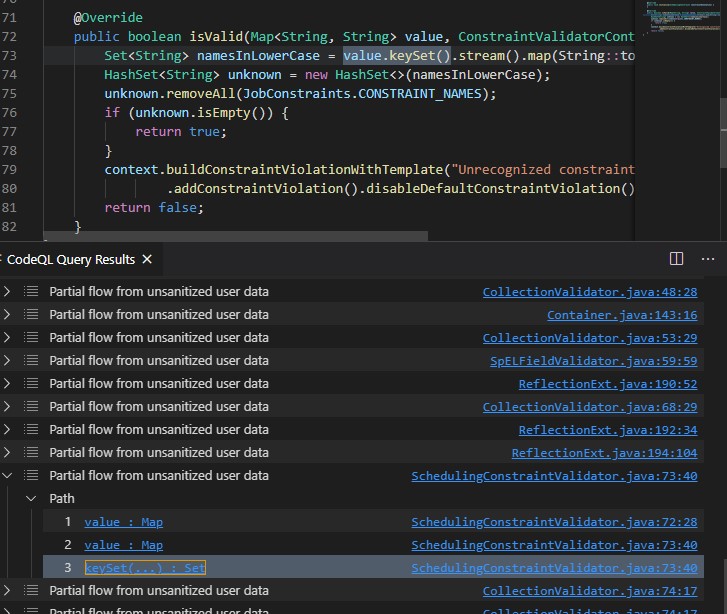 71 @Override
72 public boolean isValid(Map<String, String> value, ConstraintValidatorCont
73 Set<String> namesInLowerCase = value.keySet().stream().map(String::to
74 HashSet<String> unknown = new HashSet<>(namesInLowerCase);
75 unknown.removeAll(JobConstraints.CONSTRAINT_NAMES);
76 if (unknown.isEmpty()) {
77 return true;
78 }
79 context.buildConstraintViolationWithTemplate("Unrecognized constraint
80 .addConstraintViolation().disableDefaultConstraintViolation()
81 return false;
82 }
CodeQL Query Results
Partial flow from unsanitized user data CollectionValidator.java:48:28
Partial flow from unsanitized user data Container.java:143:16
Partial flow from unsanitized user data CollectionValidator.java:53:29
Partial flow from unsanitized user data SpELFieldValidator.java:59:59
Partial flow from unsanitized user data ReflectionExt.java:190:52
Partial flow from unsanitized user data CollectionValidator.java:68:29
Partial flow from unsanitized user data ReflectionExt.java:192:34
Partial flow from unsanitized user data ReflectionExt.java:194:104
Partial flow from unsanitized user data SchedulingConstraintValidator.java:73:40
Path
1 value : Map SchedulingConstraintValidator.java:72:28
2 value : Map SchedulingConstraintValidator.java:73:40
3 keySet(...) : Set SchedulingConstraintValidator.java:73:40
Partial flow from unsanitized user data SchedulingConstraintValidator.java:74:17
Partial flow from unsanitized user data SchedulingConstraintValidator.java:74:17